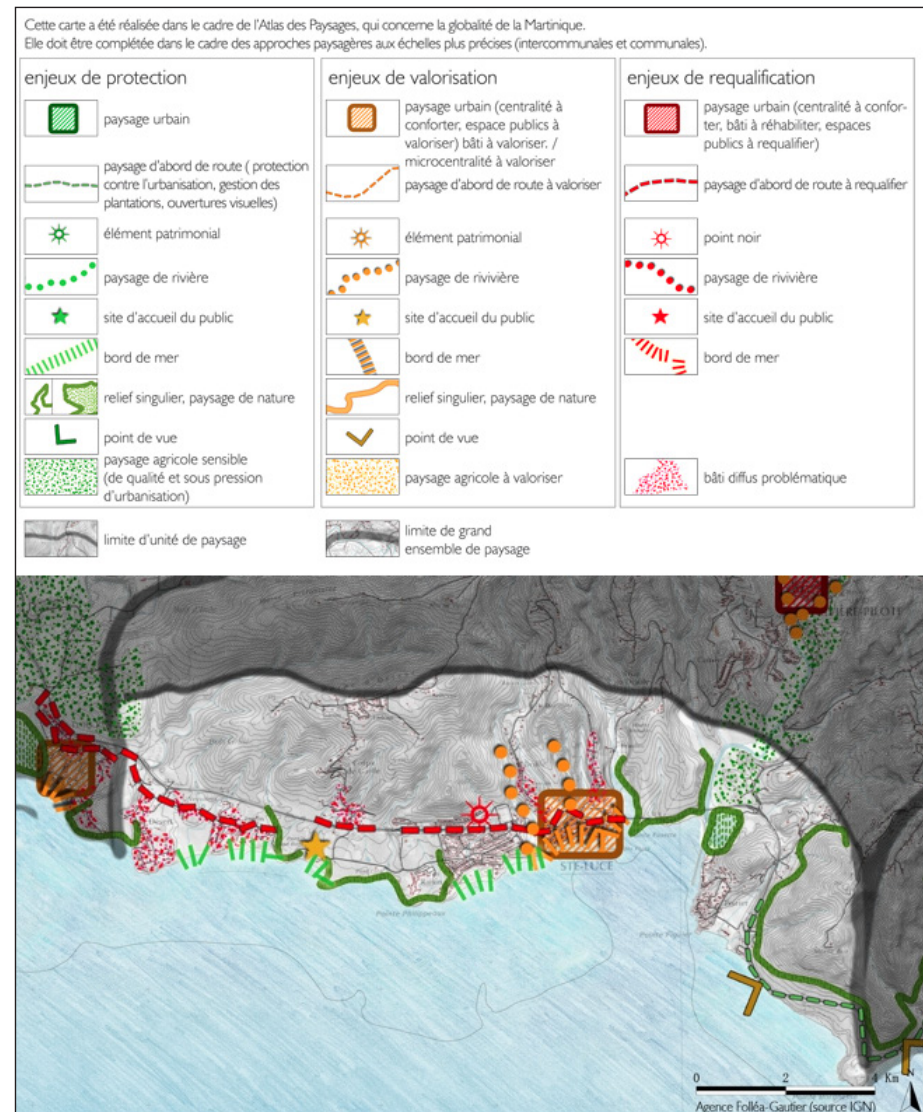 Cette carte a été réalisée dans le cadre de l'Atlas des Paysages, qui concerne la globalité de la Martinique.
Elle doit être complétée dans le cadre des approches paysagères aux échelles plus précises (intercommunales et communales).
enjeux de protection
paysage urbain
paysage d'abord de route ( protection
contre l'urbanisation, gestion des
plantations, ouvertures visuelles)
élément patrimonial
paysage de rivière
site d'accueil du public
bord de mer
relief singulier, paysage de nature
point de vue
paysage agricole sensible
(de qualité et sous pression
d'urbanisation)
enjeux de valorisation
paysage urbain (centralité à
conforter, espace publics à
valoriser) bâti à valoriser. /
microcentralité à valoriser
paysage d'abord de route à valoriser
élément patrimonial
paysage de rivivière
site d'accueil du public
bord de mer
relief singulier, paysage de nature
point de vue
paysage agricole à valoriser
enjeux de requalification
paysage urbain (centralité à confor-
ter, bâti à réhabiliter, espaces
publics à requalifier)
paysage d'abord de route à requalifier
point noir
paysage de rivivière
site d'accueil du public
bord de mer
bâti diffus problématique
limite d'unité de paysage
limite de grand
ensemble de paysage
STE-LUCE
Pointe Philippeau
0 2 4 Km
N
Agence Folléa-Gautier (source IGN)